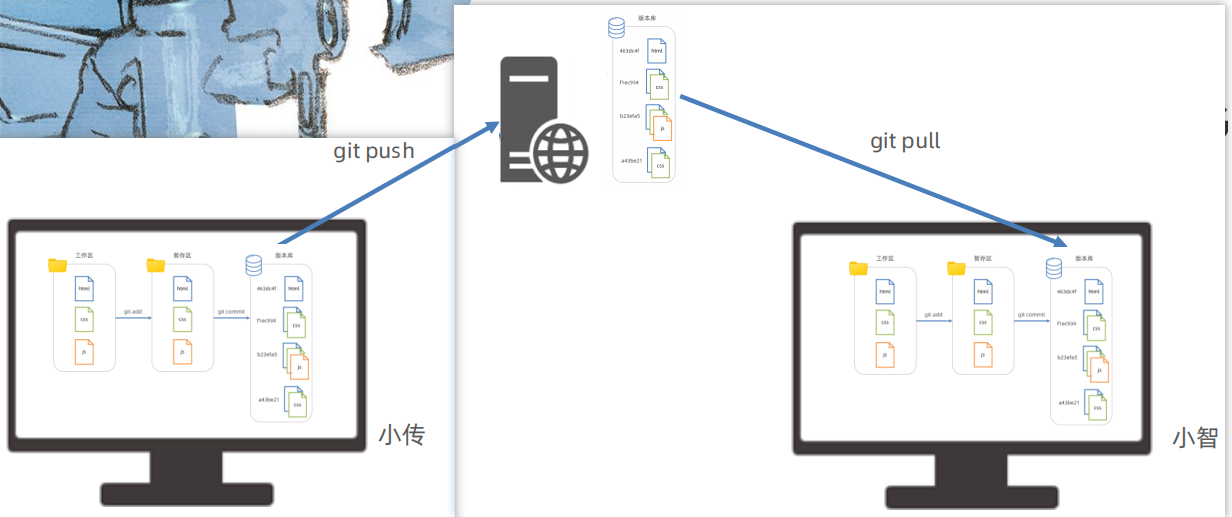 版本库
463dc4f
html
f1ec934
css
b23efa5
js
a43be21
css
git push
git pull
工作区
暂存区
版本库
html
html
463dc4f
html
git add
git commit
css
css
f1ec934
css
js
js
b23efa5
js
a43be21
css
小传
工作区
暂存区
版本库
html
html
463dc4f
html
git add
git commit
css
css
f1ec934
css
js
js
b23efa5
js
a43be21
css
小智